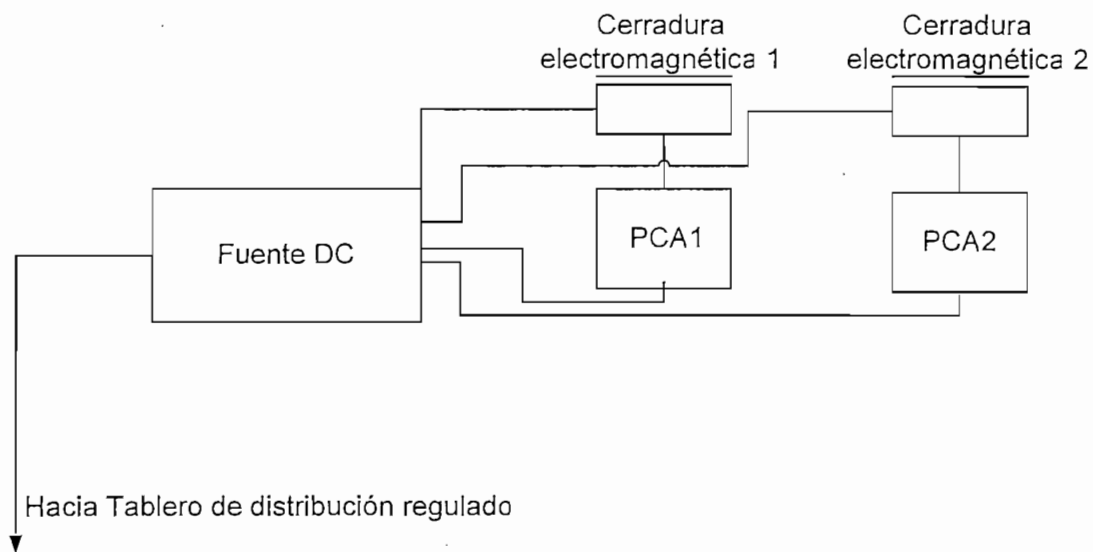 Cerradura
electromagnética 1
Cerradura
electromagnética 2
Fuente DC
PCA1
PCA2
Hacia Tablero de distribución regulado